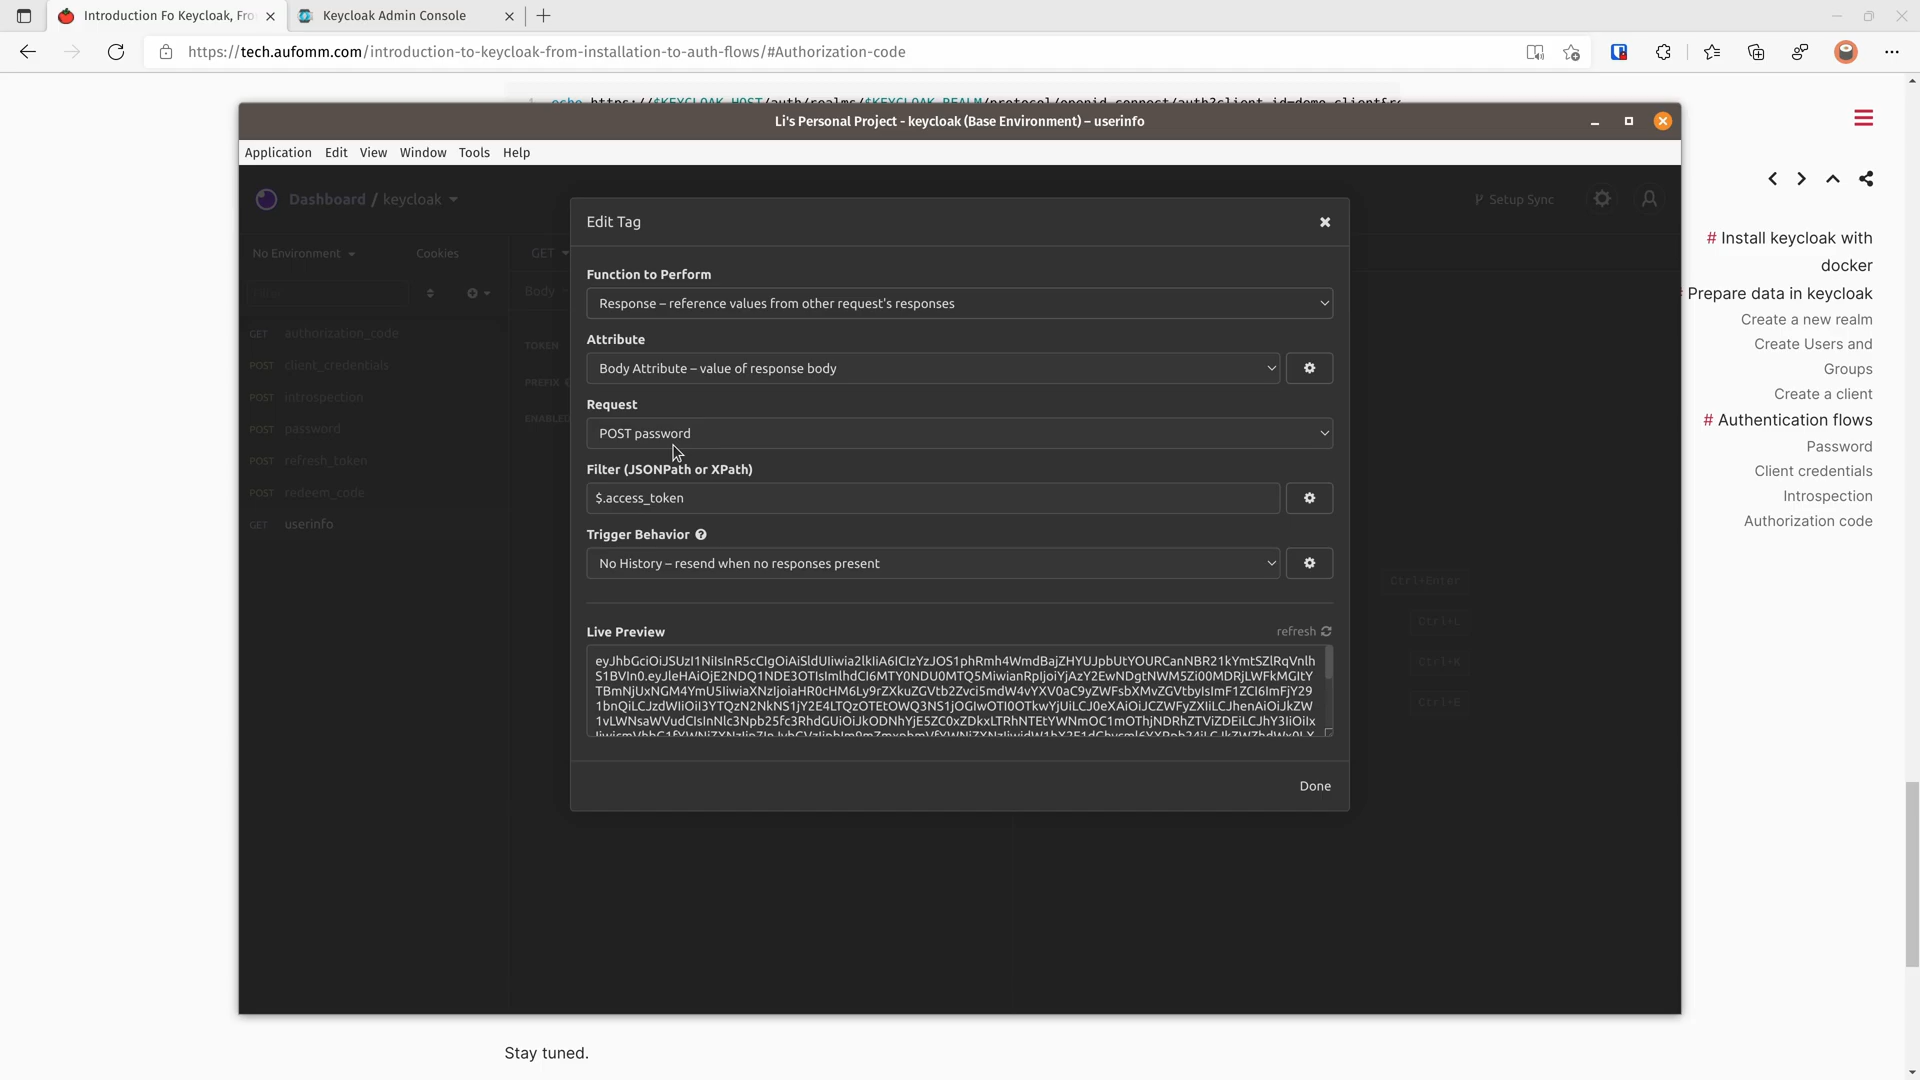 Introduction Fo Keycloak, Fro
Keycloak Admin Console
https://tech.aufomm.com/introduction-to-keycloak-from-installation-to-auth-flows/#Authorization-code
Li's Personal Project - keycloak (Base Environment) – userinfo
Application Edit View Window Tools Help
Dashboard / keycloak
Setup Sync
No Environment
Cookies
GET
Body
GET authorization_code
POST client_credentials
POST introspection
POST password
POST refresh_token
POST redeem_code
GET userinfo
TOKEN
PREFIX
ENABLED
Edit Tag
Function to Perform
Response – reference values from other request's responses
Attribute
Body Attribute – value of response body
Request
POST password
Filter (JSONPath or XPath)
$.access_token
Trigger Behavior
No History – resend when no responses present
Live Preview
refresh
Done
Ctrl+Enter
Ctrl+L
Ctrl+K
Ctrl+E
# Install keycloak with
docker
# Prepare data in keycloak
Create a new realm
Create Users and
Groups
Create a client
# Authentication flows
Password
Client credentials
Introspection
Authorization code
Stay tuned.